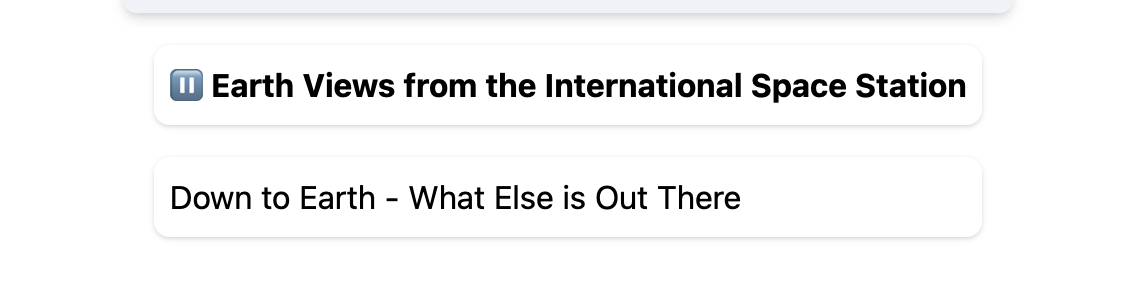 ⏸️ Earth Views from the International Space Station
Down to Earth - What Else is Out There